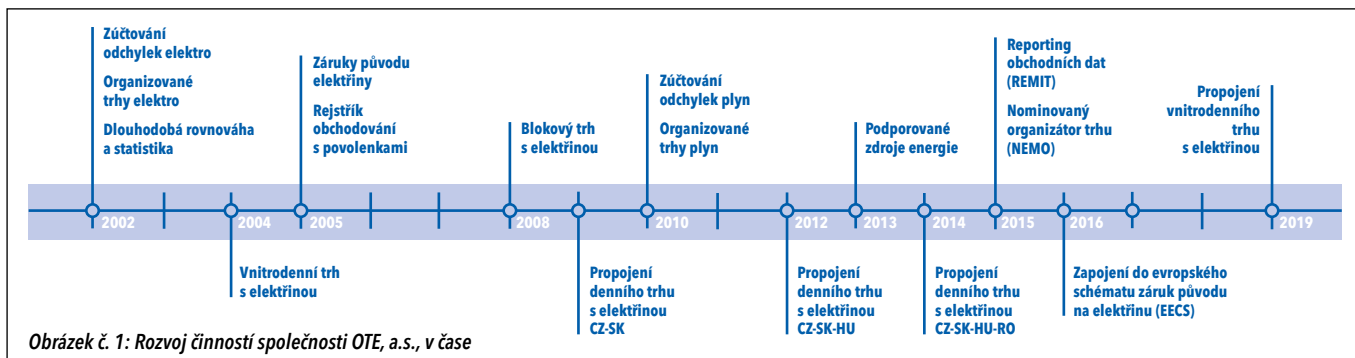 Zúčtování
odchylek elektro
Organizované
trhy elektro
Dlouhodobá rovnováha
a statistika
Záruky původu
elektřiny
Rejstřík
obchodování
s povolenkami
Blokový trh
s elektřinou
Zúčtování
odchylek plyn
Organizované
trhy plyn
Podporované
zdroje energie
Reporting
obchodních dat
(REMIT)
Nominovaný
organizátor trhu
(NEMO)
Propojení
vnitrodenního
trhu
s elektřinou
2002
2004
2005
2008
2010
2012
2013
2014
2015
2016
2019
Vnitrodenní trh
s elektřinou
Propojení
denního trhu
s elektřinou
CZ-SK
Propojení
denního trhu
s elektřinou
CZ-SK-HU
Propojení
denního trhu
s elektřinou
CZ-SK-HU-RO
Zapojení do evropského
schématu záruk původu
na elektřinu (EECS)
Obrázek č. 1: Rozvoj činností společnosti OTE, a.s., v čase